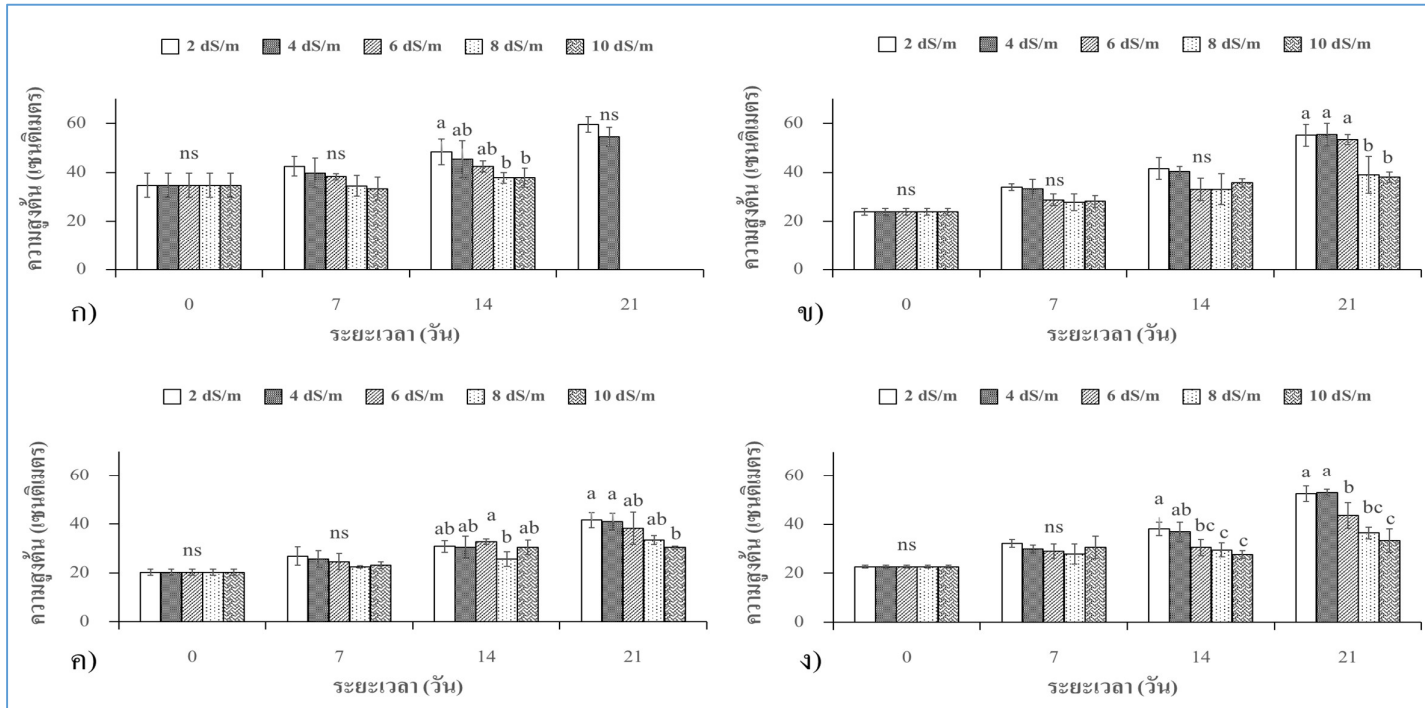 2 dS/m 4 dS/m 6 dS/m 8 dS/m 10 dS/m
ความสูงต้น (เซนติเมตร)
60
40
20
0
ns
ns
a ab ab b b
ns
0 7 14 21
ระยะเวลา (วัน)
ก)
2 dS/m 4 dS/m 6 dS/m 8 dS/m 10 dS/m
ความสูงต้น (เซนติเมตร)
60
40
20
0
ns
ns
ns
a a a b b
0 7 14 21
ระยะเวลา (วัน)
ข)
2 dS/m 4 dS/m 6 dS/m 8 dS/m 10 dS/m
ความสูงต้น (เซนติเมตร)
60
40
20
0
ns
ns
ab ab a b ab
a a ab ab b
0 7 14 21
ระยะเวลา (วัน)
ค)
2 dS/m 4 dS/m 6 dS/m 8 dS/m 10 dS/m
ความสูงต้น (เซนติเมตร)
60
40
20
0
ns
ns
a ab bc c c
a a b bc c
0 7 14 21
ระยะเวลา (วัน)
ง)